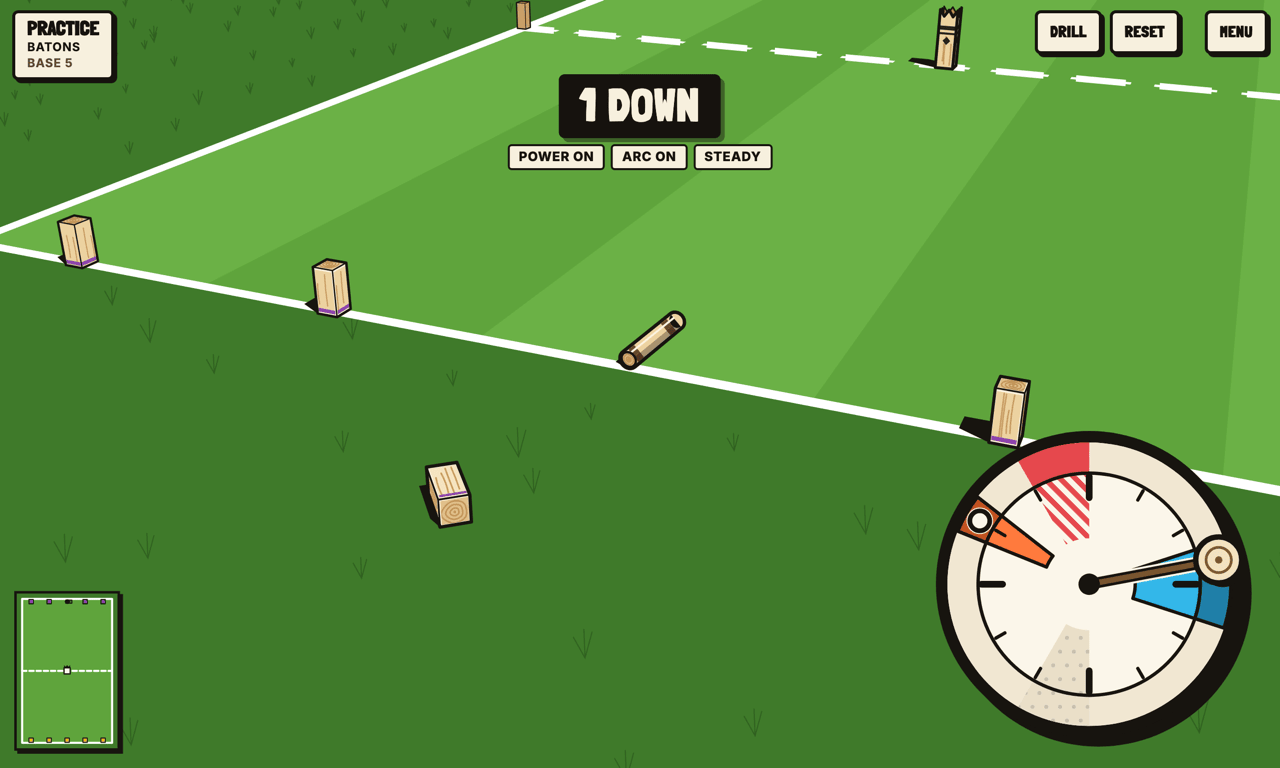 PRACTICE
BATONS
BASE 5
DRILL
RESET
MENU
1 DOWN
POWER ON
ARC ON
STEADY